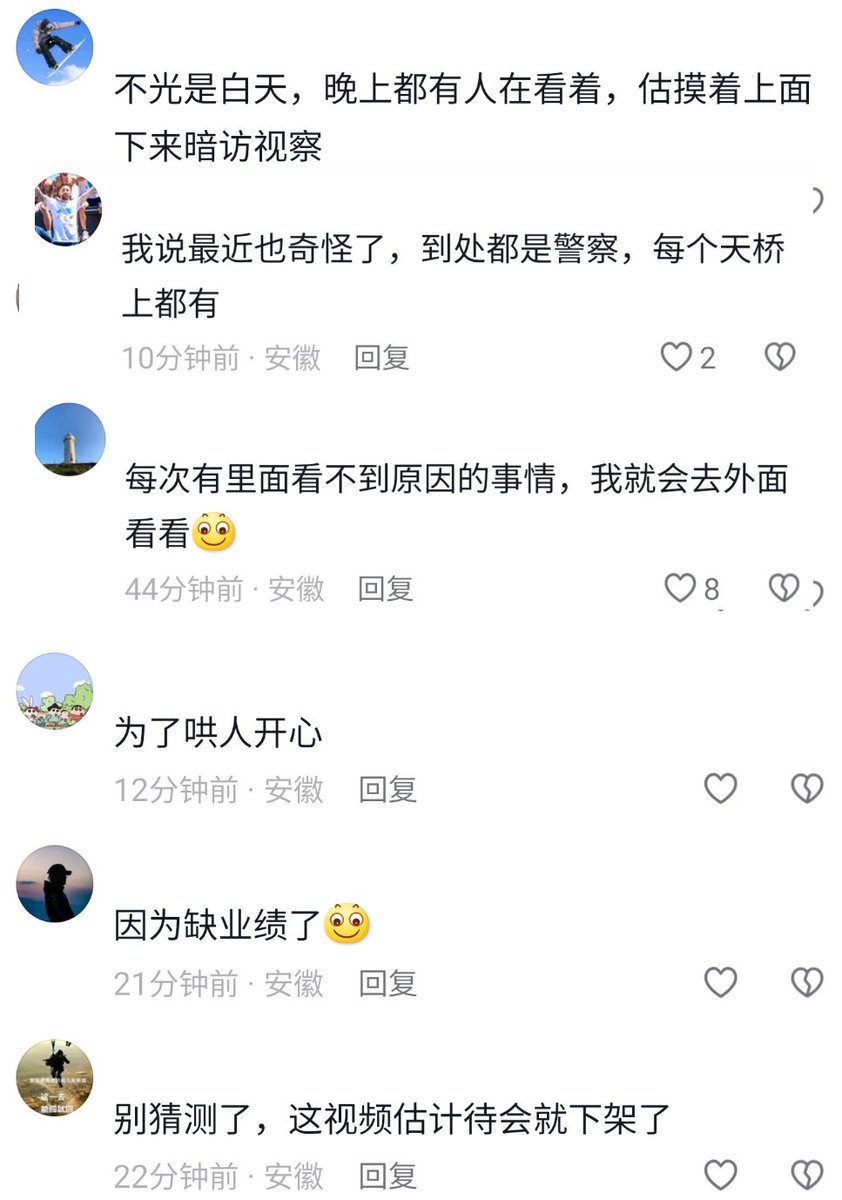 不光是白天，晚上都有人在看着，估摸着上面
下来暗访视察
我说最近也奇怪了，到处都是警察，每个天桥
上都有
10分钟前 · 安徽 回复 2
每次有里面看不到原因的事情，我就会去外面
看看
44分钟前 · 安徽 回复 8
为了哄人开心
12分钟前 · 安徽 回复
因为缺业绩了
21分钟前 · 安徽 回复
这一去
别猜测了，这视频估计待会就下架了
22分钟前 · 安徽 回复